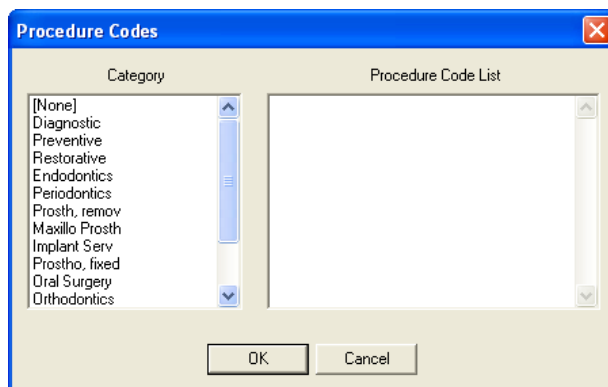 Procedure Codes
Category
Procedure Code List
[None]
Diagnostic
Preventive
Restorative
Endodontics
Periodontics
Prosth, remov
Maxillo Prosth
Implant Serv
Prostho, fixed
Oral Surgery
Orthodontics
OK
Cancel